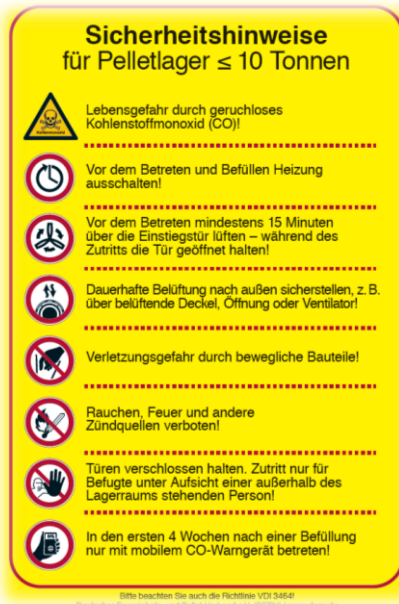 Sicherheitshinweise
für Pelletlager ≤ 10 Tonnen
Lebensgefahr durch geruchloses
Kohlenstoffmonoxid (CO)!
Vor dem Betreten und Befüllen Heizung
ausschalten!
Vor dem Betreten mindestens 15 Minuten
über die Einstiegstür lüften – während des
Zutritts die Tür geöffnet halten!
Dauerhafte Belüftung nach außen sicherstellen, z. B.
über belüftende Deckel, Öffnung oder Ventilator!
Verletzungsgefahr durch bewegliche Bauteile!
Rauchen, Feuer und andere
Zündquellen verboten!
Türen verschlossen halten. Zutritt nur für
Befugte unter Aufsicht einer außerhalb des
Lagerraums stehenden Person!
In den ersten 4 Wochen nach einer Befüllung
nur mit mobilem CO-Warngerät betreten!
Bitte beachten Sie auch die Richtlinie VDI 3464!